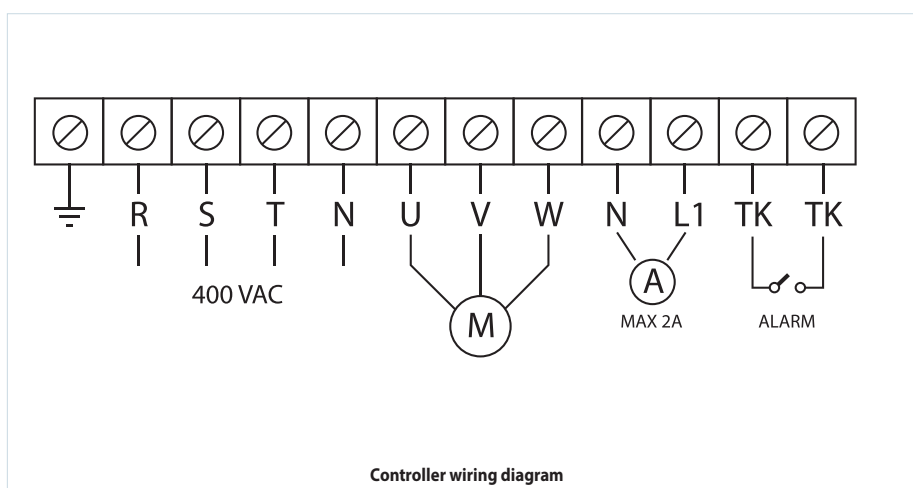 R S T N U V W N L1 TK TK
400 VAC
M
A
MAX 2A
ALARM
Controller wiring diagram